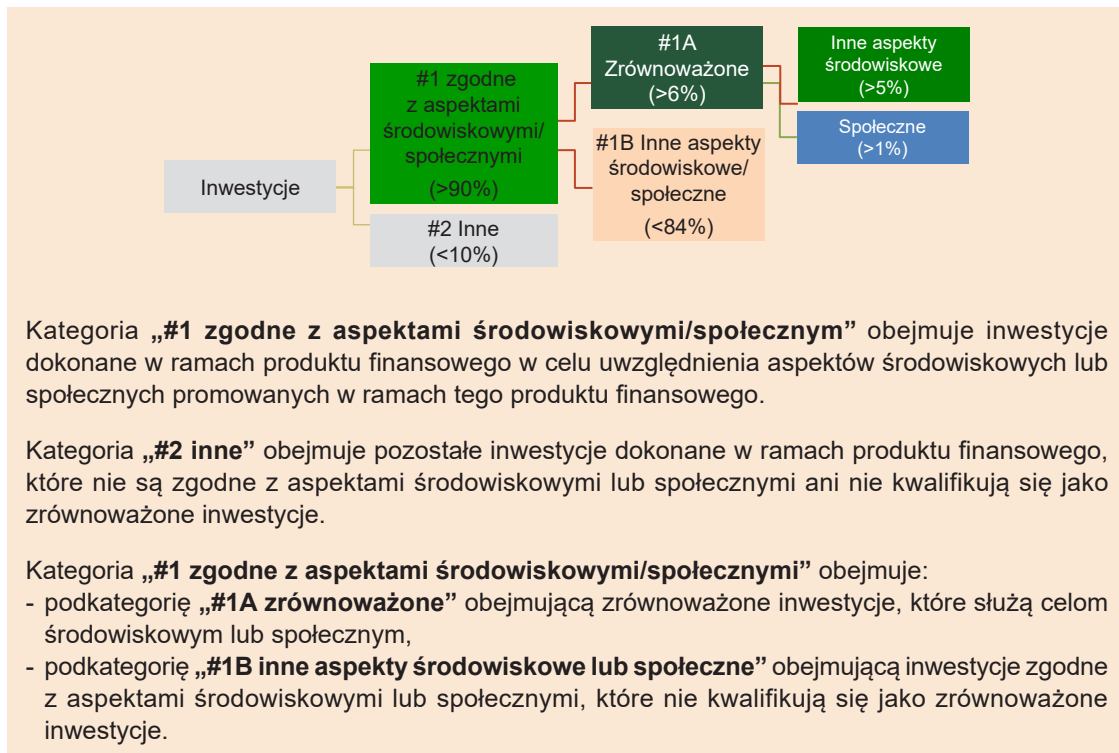 Inwestycje
#1 zgodne
z aspektami
środowiskowymi/
społecznymi
(>90%)
#2 Inne
(<10%)
#1A
Zrównoważone
(>6%)
#1B Inne aspekty
środowiskowe/
społeczne
(<84%)
Inne aspekty
środowiskowe
(>5%)
Społeczne
(>1%)
Kategoria „#1 zgodne z aspektami środowiskowymi/społecznym” obejmuje inwestycje
dokonane w ramach produktu finansowego w celu uwzględnienia aspektów środowiskowych lub
społecznych promowanych w ramach tego produktu finansowego.
Kategoria „#2 inne” obejmuje pozostałe inwestycje dokonane w ramach produktu finansowego,
które nie są zgodne z aspektami środowiskowymi lub społecznymi ani nie kwalifikują się jako
zrównoważone inwestycje.
Kategoria „#1 zgodne z aspektami środowiskowymi/społecznymi” obejmuje:
- podkategorię „#1A zrównoważone” obejmującą zrównoważone inwestycje, które służą celom
środowiskowym lub społecznym,
- podkategorię „#1B inne aspekty środowiskowe lub społeczne” obejmującą inwestycje zgodne
z aspektami środowiskowymi lub społecznymi, które nie kwalifikują się jako zrównoważone
inwestycje.